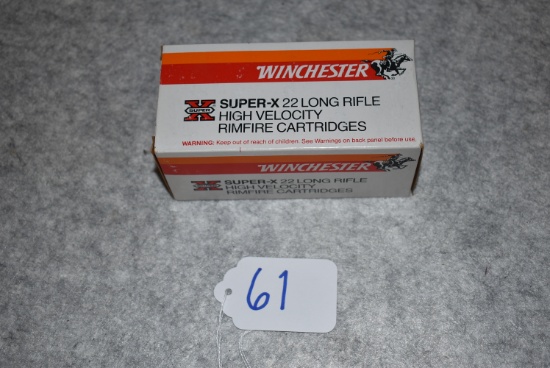 WINCHESTER
SUPER
SUPER-X 22 LONG RIFLE
HIGH VELOCITY
RIMFIRE CARTRIDGES
WARNING: Keep out of reach of children. See Warnings on back panel before use.
WINCHESTER
SUPER-X 22 LONG RIFLE
HIGH VELOCITY
RIMFIRE CARTRIDGES
61